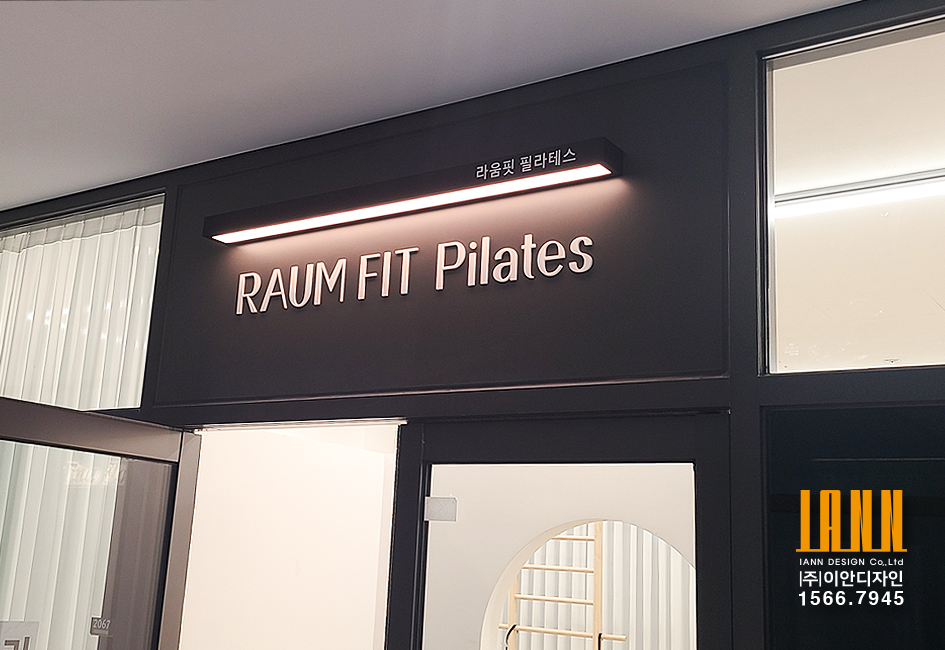 라움핏 필라테스
RAUM FIT Pilates
2067
IANN
IANN DESIGN Co,.Ltd
(주)이안디자인
1566.7945